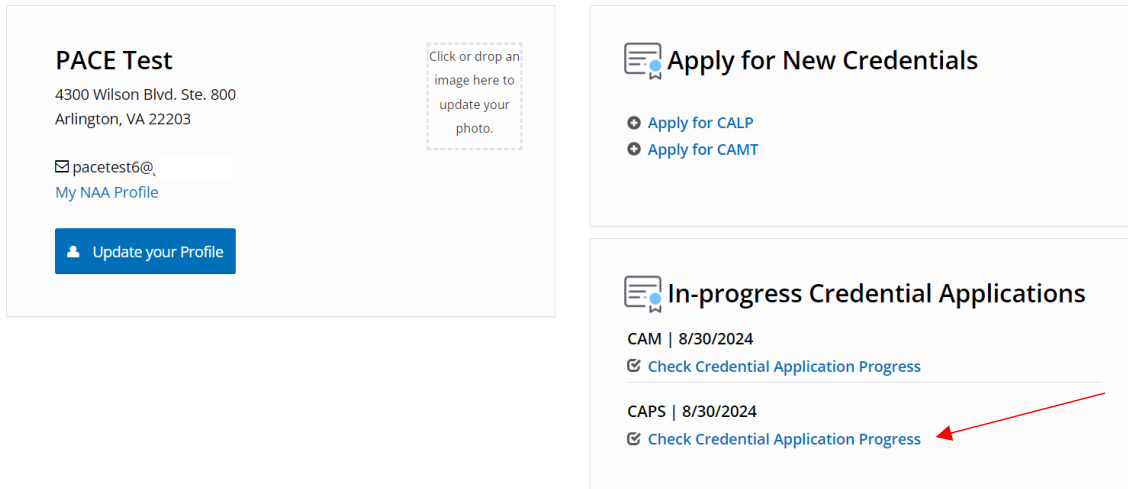 PACE Test
4300 Wilson Blvd. Ste. 800
Arlington, VA 22203
pacetest6@
My NAA Profile
Update your Profile
Click or drop an
image here to
update your
photo.
Apply for New Credentials
Apply for CALP
Apply for CAMT
In-progress Credential Applications
CAM | 8/30/2024
Check Credential Application Progress
CAPS | 8/30/2024
Check Credential Application Progress